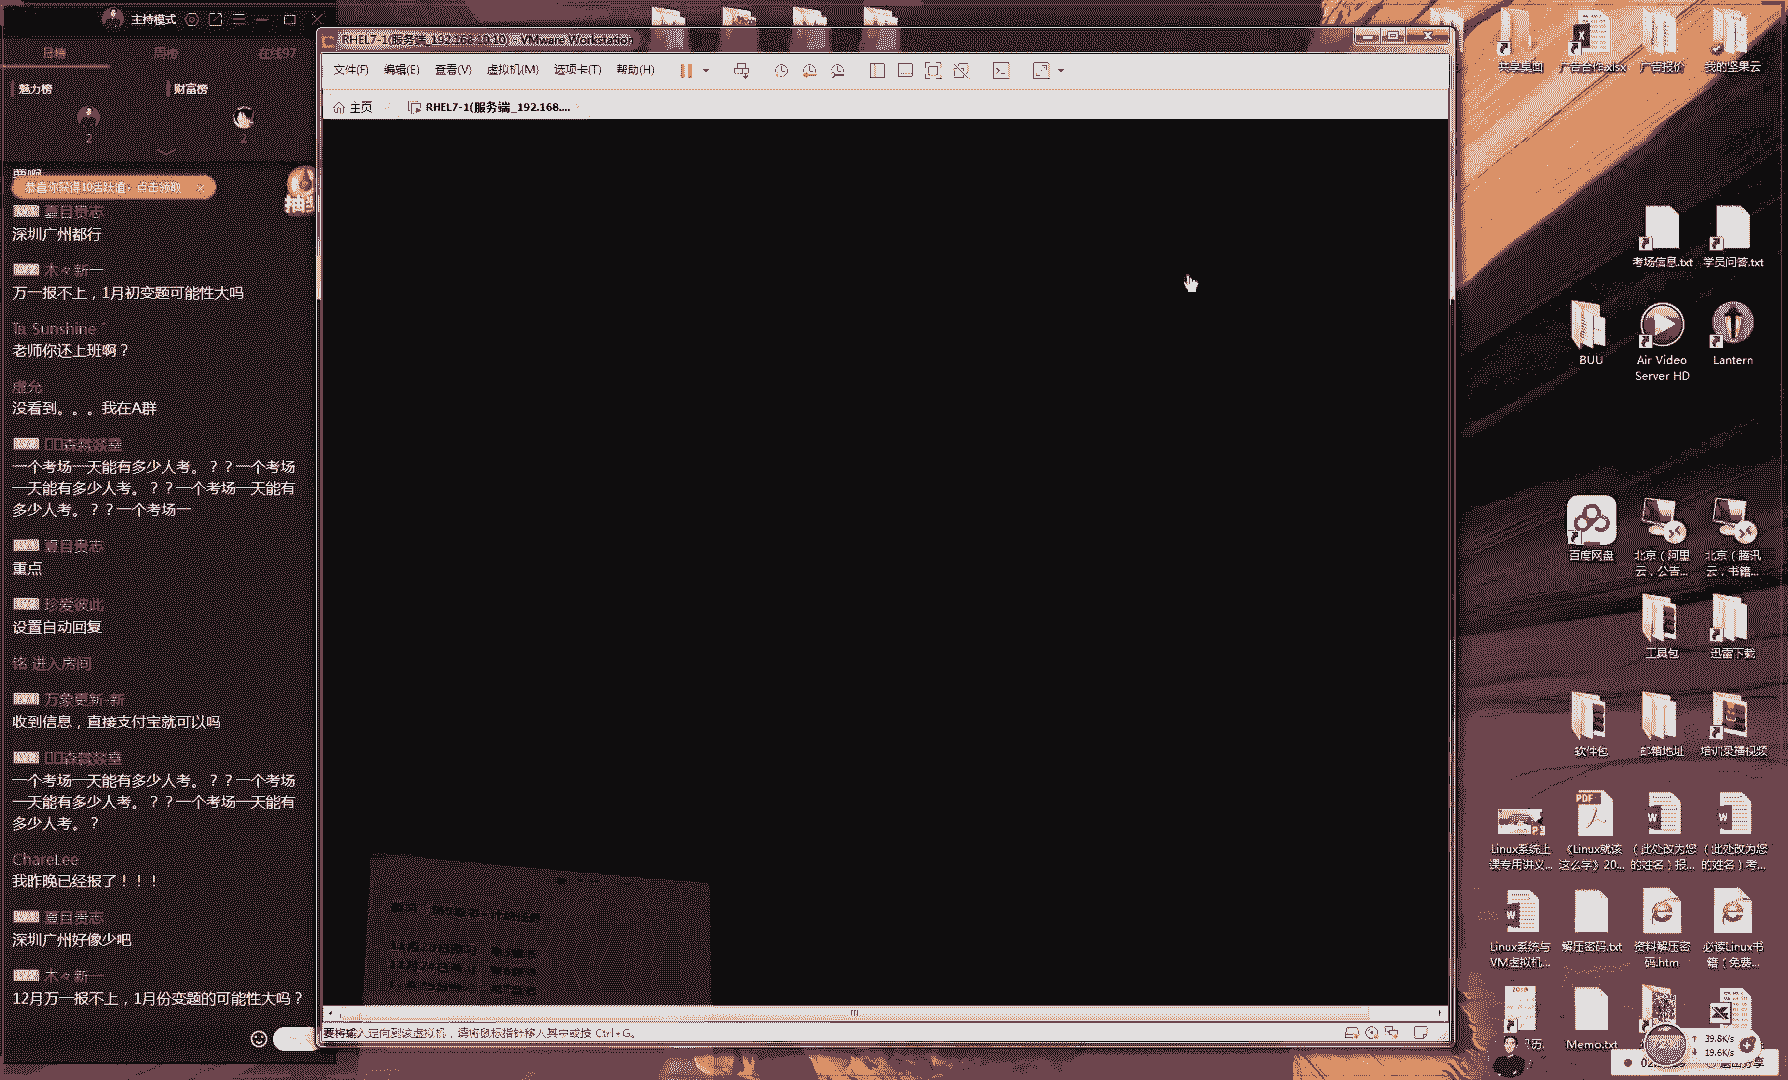 主持模式
日榜
周榜
在线97
魅力榜
财富榜
2
2
恭喜你获得10活跃值，点击领取
夏目贵志
深圳广州都行
木々新一
万一报不上，1月初变题可能性大吗
Sunshine
老师你还上班啊？
没看到。。。我在A群
一个考场一天能有多少人考。？？一个考场
一天能有多少人考。？？一个考场一天能有
多少人考。？？一个考场一
夏目贵志
重点
珍爱彼此
设置自动回复
铭 进入房间
万象更新-新
收到信息，直接支付宝就可以吗
一个考场一天能有多少人考。？？一个考场
一天能有多少人考。？？一个考场一天能有
多少人考。？
ChareLee
我昨晚已经报了！！！
夏目贵志
深圳广州好像少吧
木々新一
12月万一报不上，1月份变题的可能性大吗？
RHEL7-1(服务端_192.168.10.10) - VMware Workstation
文件(F) 编辑(E) 查看(V) 虚拟机(M) 选项卡(T) 帮助(H)
主页
RHEL7-1(服务端_192.168....
要将输入定向到该虚拟机，请将鼠标指针移入其中或按 Ctrl+G。
共享桌面
广告合作.xlsx
广告报价
我的坚果云
考场信息.txt
学员问答.txt
BUU
Air Video
Server HD
Lantern
百度网盘
北京（阿里
云，公告...
北京（腾讯
云，书籍...
工具包
迅雷下载
软件包
邮箱地址
培训录播视频
Linux系统上
课专用讲义...
《Linux就该
这么学》20...
（此处改为您
的姓名）报...
（此处改为您
的姓名）考...
Linux系统与
VM虚拟机...
解压密码.txt
资料解压密
码.htm
必读Linux书
籍（免费...
Memo.txt
39.8K/s
19.6K/s